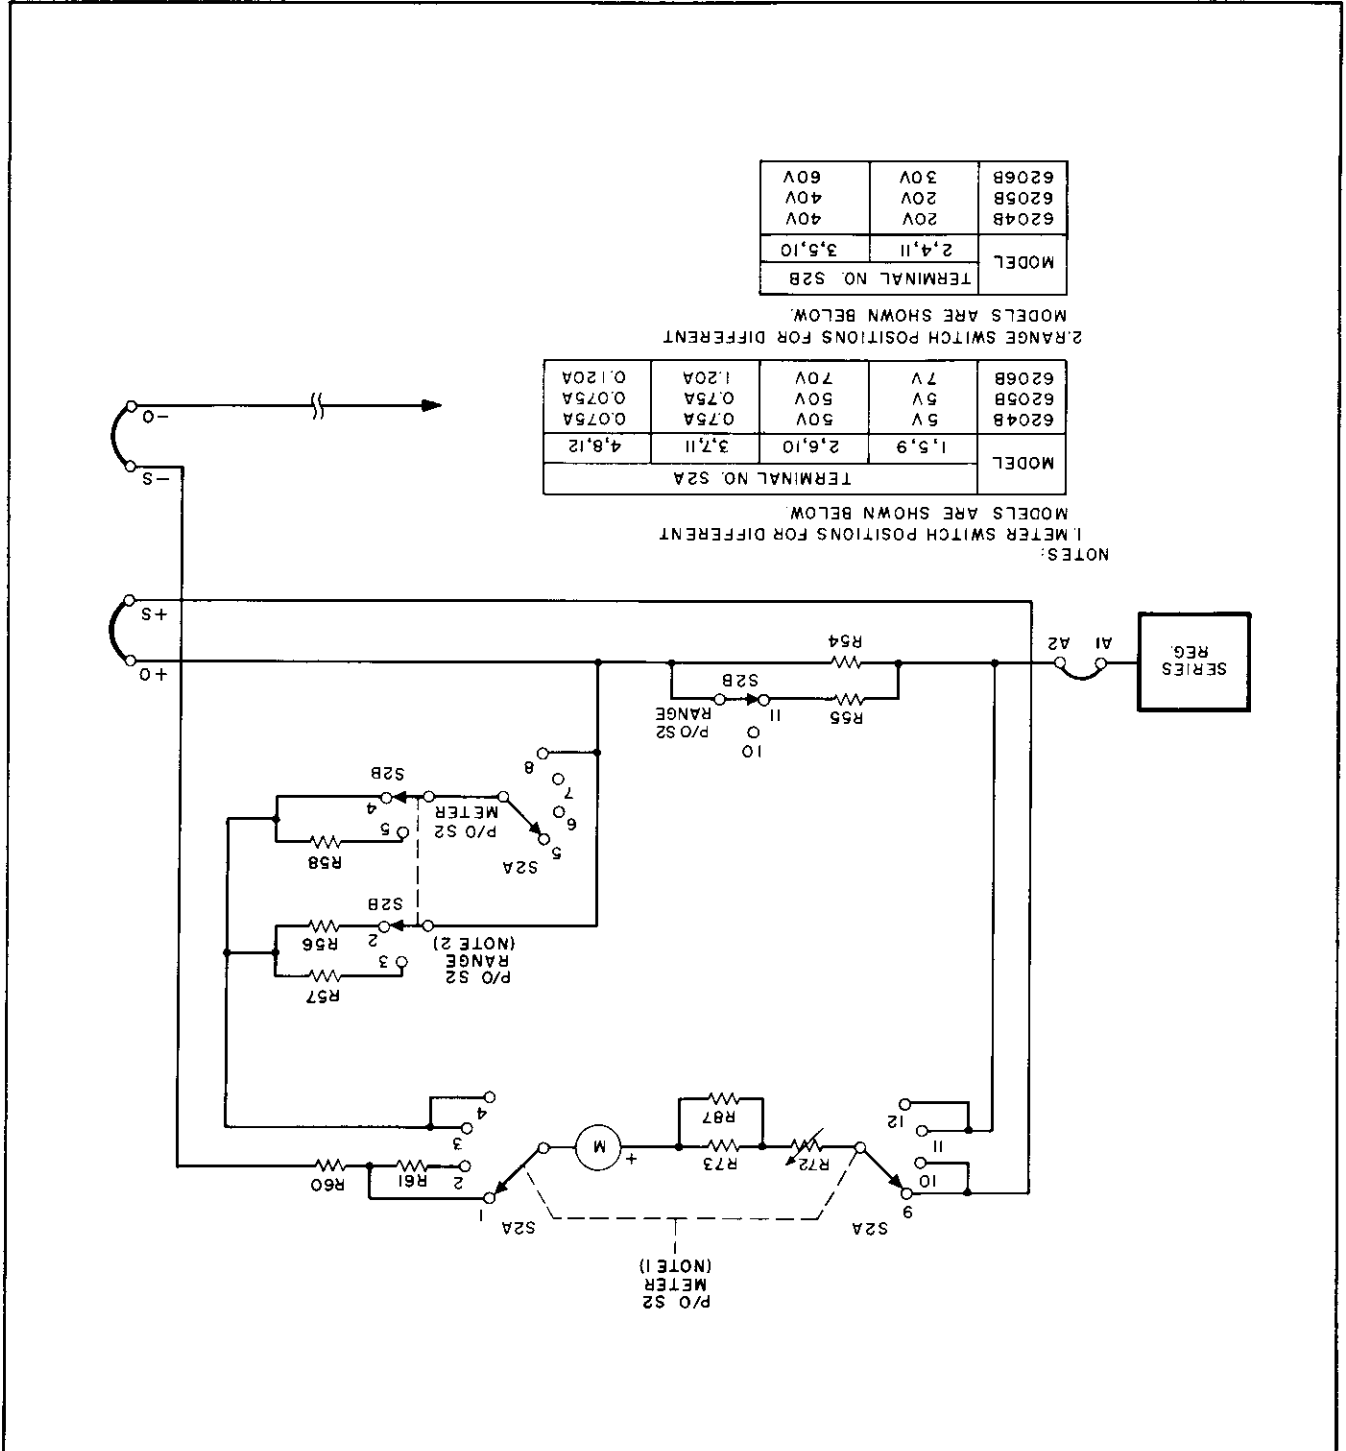 P/O S2
METER
(NOTE 1)
S2A
S2A
9
1
10
R72
R73
+
M
2
R61
R60
11
12
R87
3
4
R57
P/O S2
RANGE
(NOTE 2)
3
2
R56
S2B
S2A
5
6
7
8
P/O S2
METER
R58
5
4
S2B
10
11
R55
P/O S2
RANGE
S2B
SERIES
REG.
A1
A2
R54
+O
+S
NOTES:
1. METER SWITCH POSITIONS FOR DIFFERENT
MODELS ARE SHOWN BELOW.
MODEL TERMINAL NO. S2A
1,5,9 2,6,10 3,7,11 4,8,12
6204B 5V 50V 0.75A 0.075A
6205B 5V 50V 0.75A 0.075A
6206B 7V 70V 1.20A 0.120A
-S
-O
2. RANGE SWITCH POSITIONS FOR DIFFERENT
MODELS ARE SHOWN BELOW.
MODEL TERMINAL NO. S2B
2,4,11 3,5,10
6204B 20V 40V
6205B 20V 40V
6206B 30V 60V